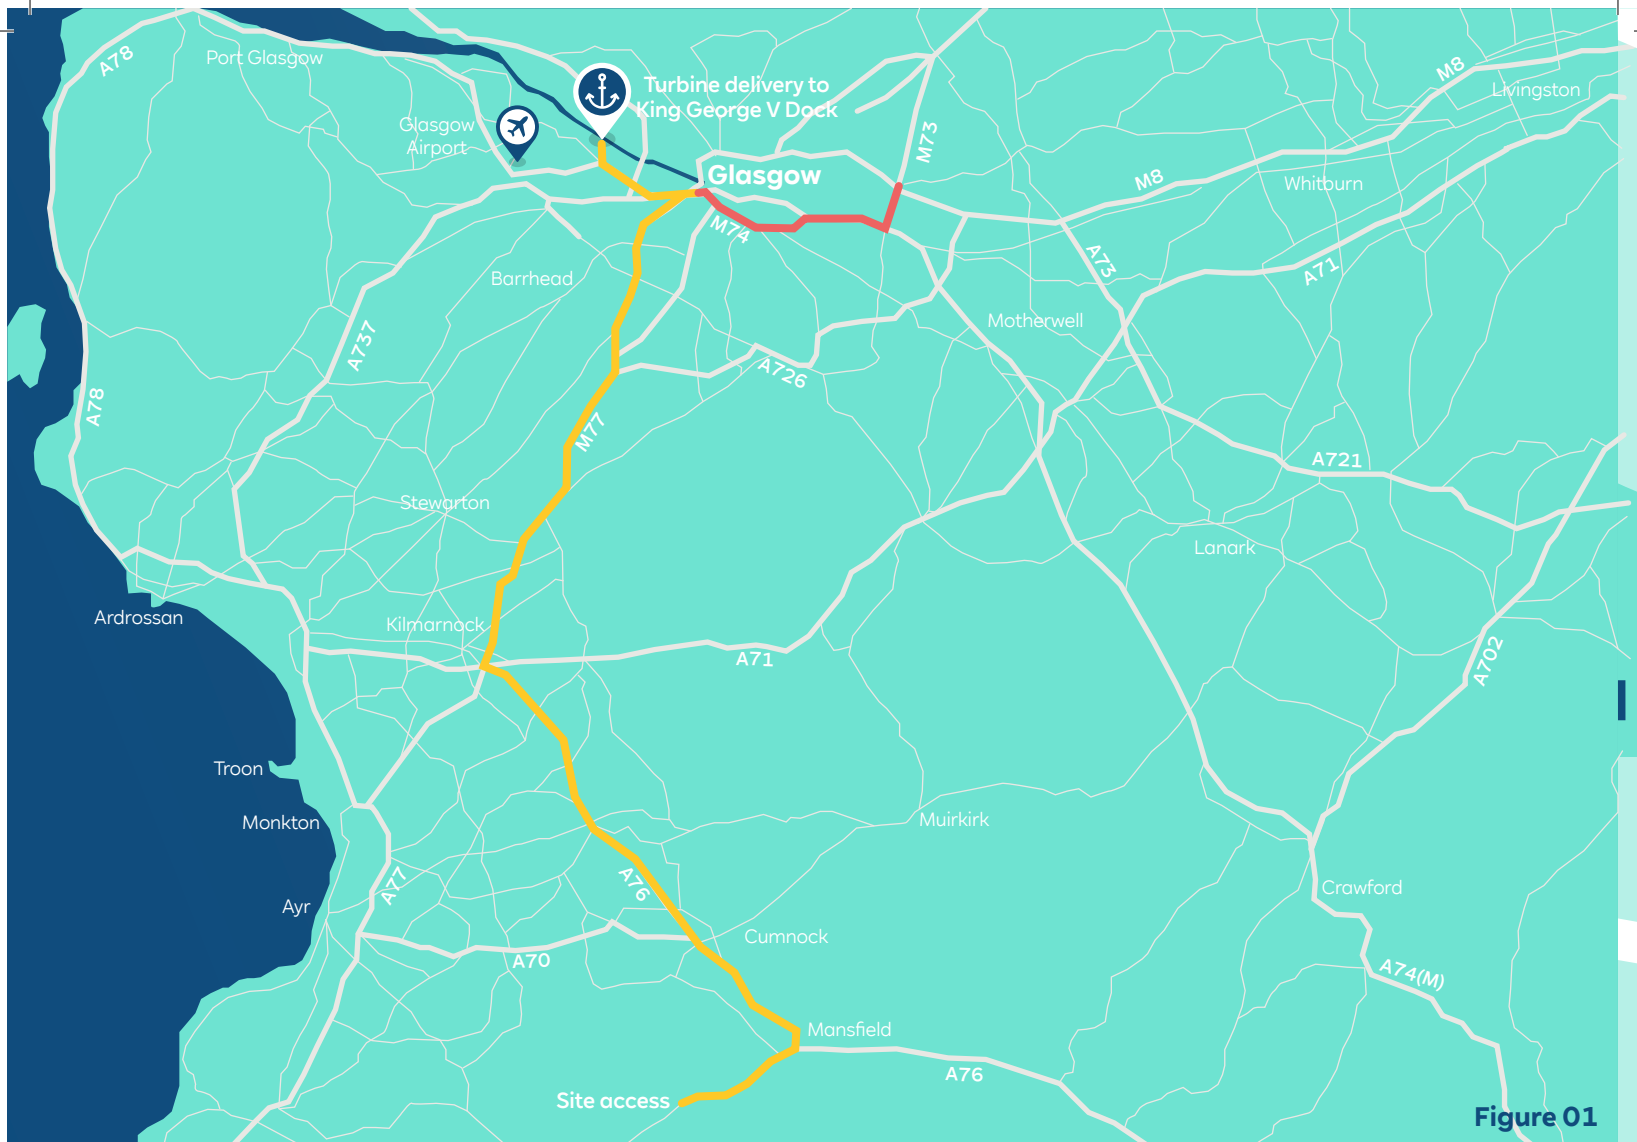 A78
Port Glasgow
Glasgow
Airport
Turbine delivery to
King George V Dock
M8
Livingston
M73
Glasgow
M8
Whitburn
M74
Barrhead
A73
A71
Motherwell
A737
A726
A78
M77
A721
Stewarton
Lanark
Ardrossan
Kilmarnock
A71
A702
Troon
Monkton
Muirkirk
A77
A76
Crawford
Ayr
Cumnock
A70
A74(M)
Mansfield
A76
Site access
Figure 01